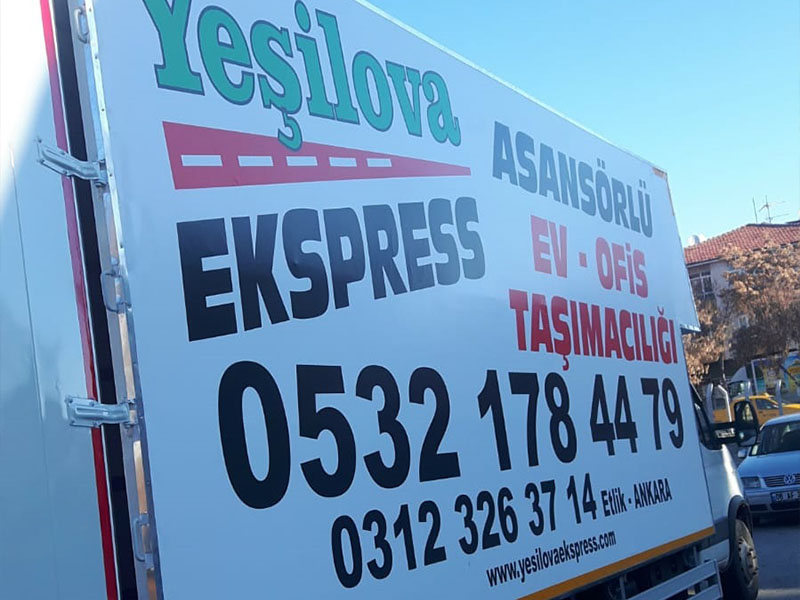 Yeşilova
EKSPRESS
ASANSÖRLÜ
EV - OFİS
TAŞIMACILIĞI
0532 178 44 79
0312 326 37 14 Etlik - ANKARA
www.yesilovaekspress.com